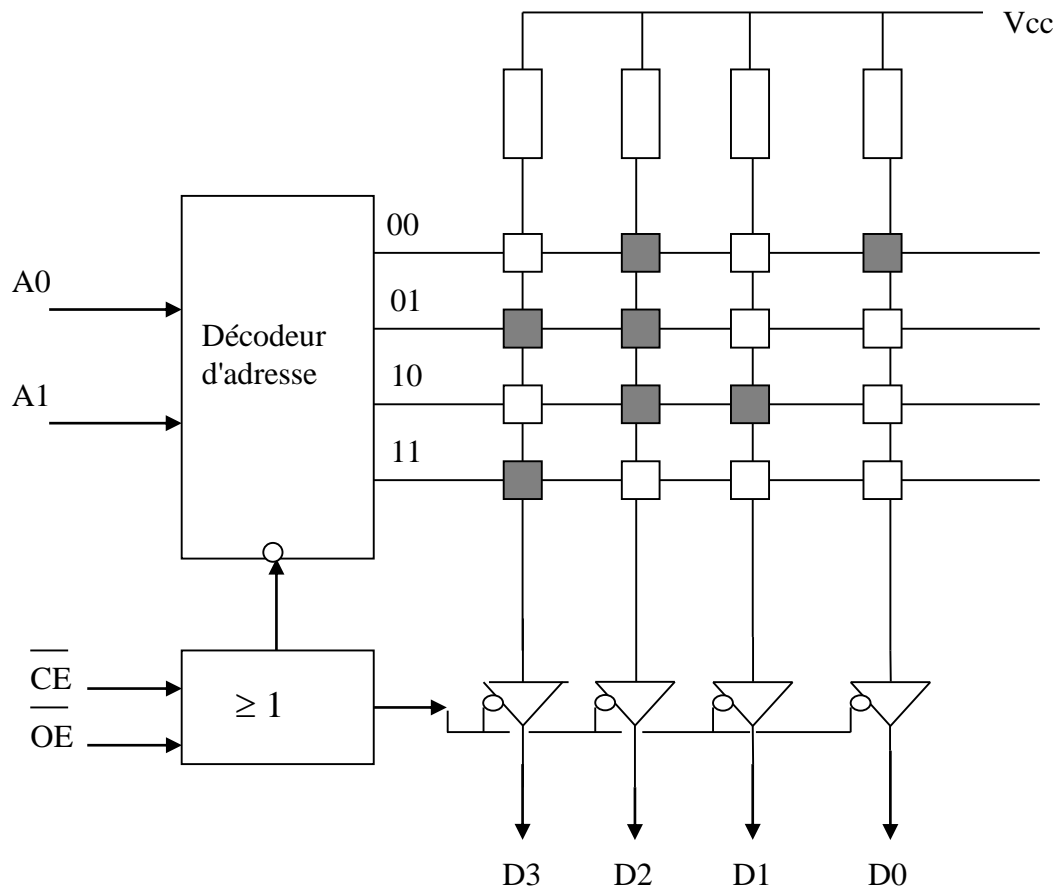 Vcc
00
A0
01
Décodeur
d'adresse
10
A1
11
CE
≥ 1
OE
D3 D2 D1 D0